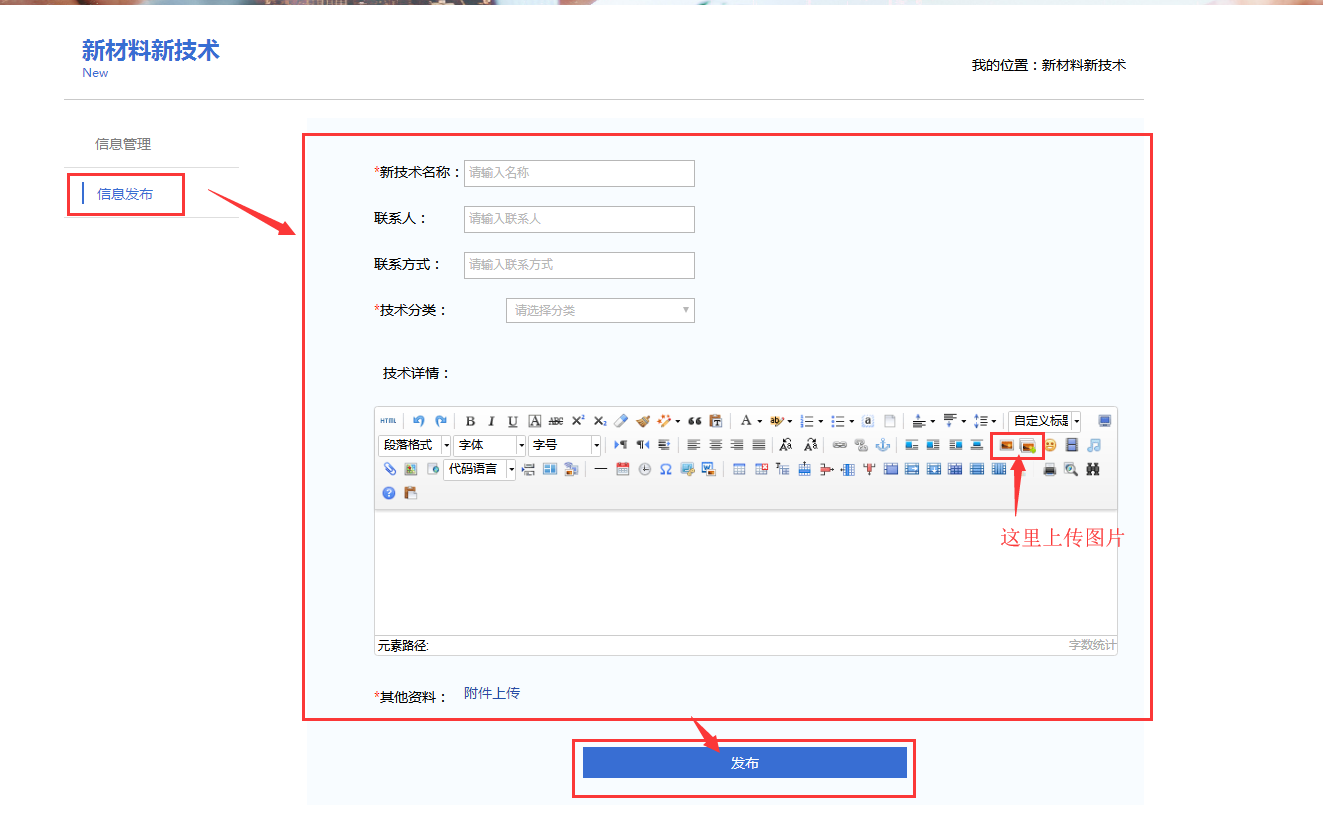 新材料新技术
New
我的位置：新材料新技术
信息管理
信息发布
*新技术名称： 请输入名称
联系人： 请输入联系人
联系方式： 请输入联系方式
*技术分类： 请选择分类
技术详情：
HTML B I U A ABC X² X₂ A ab a 自定义标题
段落格式 字体 字号
代码语言
这里上传图片
元素路径: 字数统计
*其他资料： 附件上传
发布